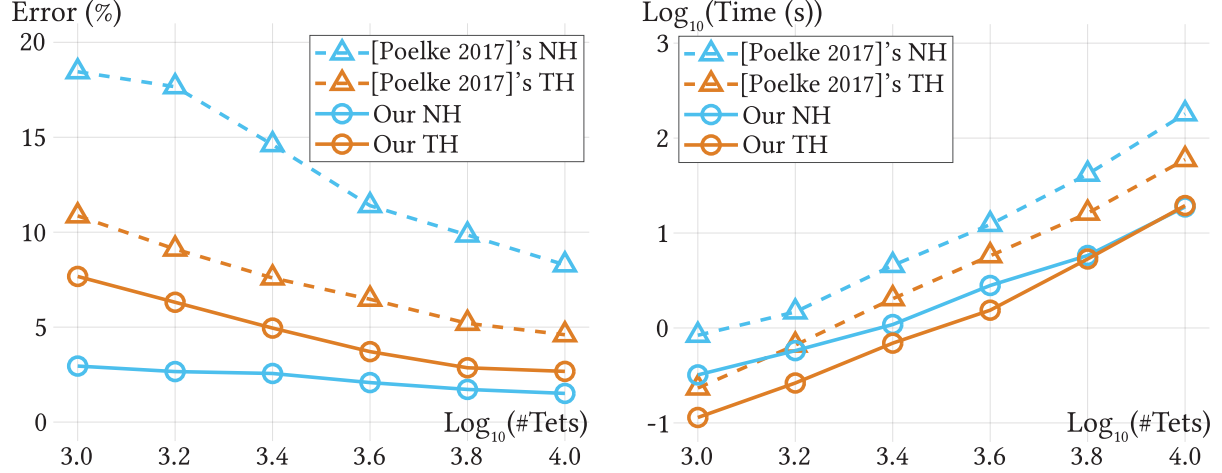 Error (%)
20
15
10
5
0
3.0 3.2 3.4 3.6 3.8 4.0
Log10(#Tets)
[Poelke 2017]'s NH
[Poelke 2017]'s TH
Our NH
Our TH
Log10(Time (s))
3
2
1
0
-1
3.0 3.2 3.4 3.6 3.8 4.0
Log10(#Tets)
[Poelke 2017]'s NH
[Poelke 2017]'s TH
Our NH
Our TH